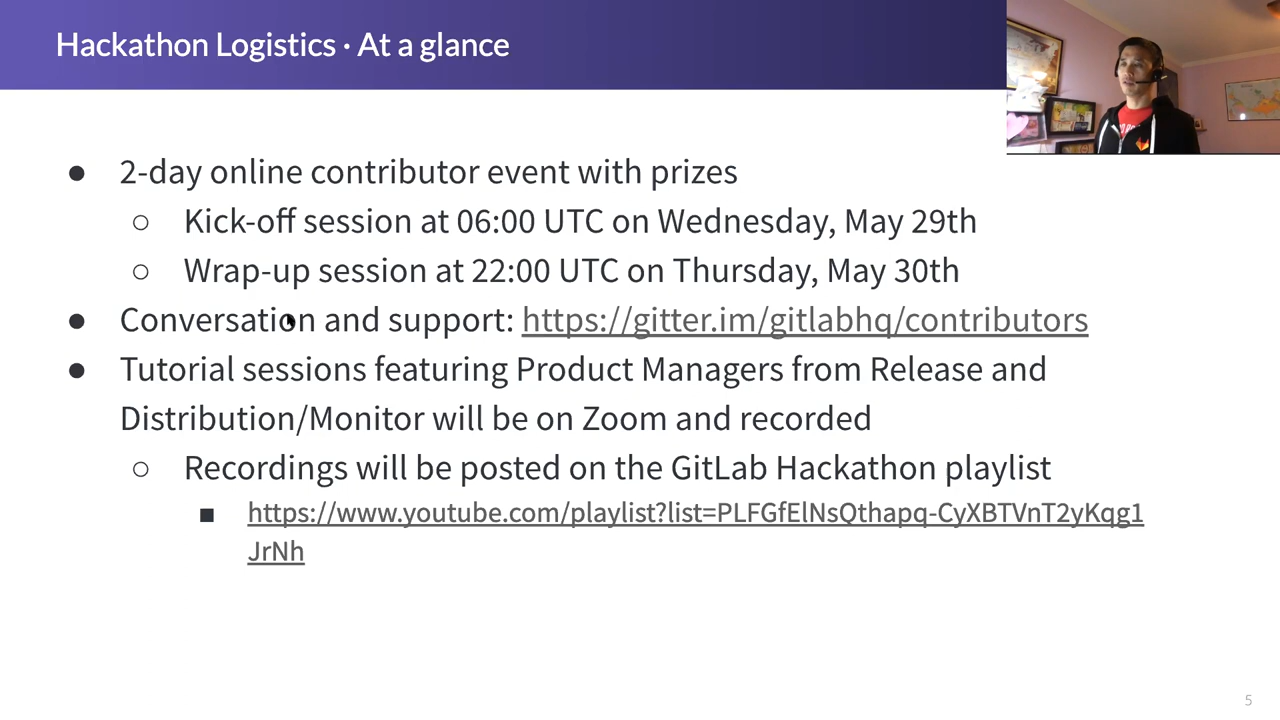 Hackathon Logistics · At a glance
● 2-day online contributor event with prizes
○ Kick-off session at 06:00 UTC on Wednesday, May 29th
○ Wrap-up session at 22:00 UTC on Thursday, May 30th
● Conversation and support: https://gitter.im/gitlabhq/contributors
● Tutorial sessions featuring Product Managers from Release and
Distribution/Monitor will be on Zoom and recorded
○ Recordings will be posted on the GitLab Hackathon playlist
■ https://www.youtube.com/playlist?list=PLFGfElNsQthapq-CyXBTVnT2yKqg1
JrNh
5